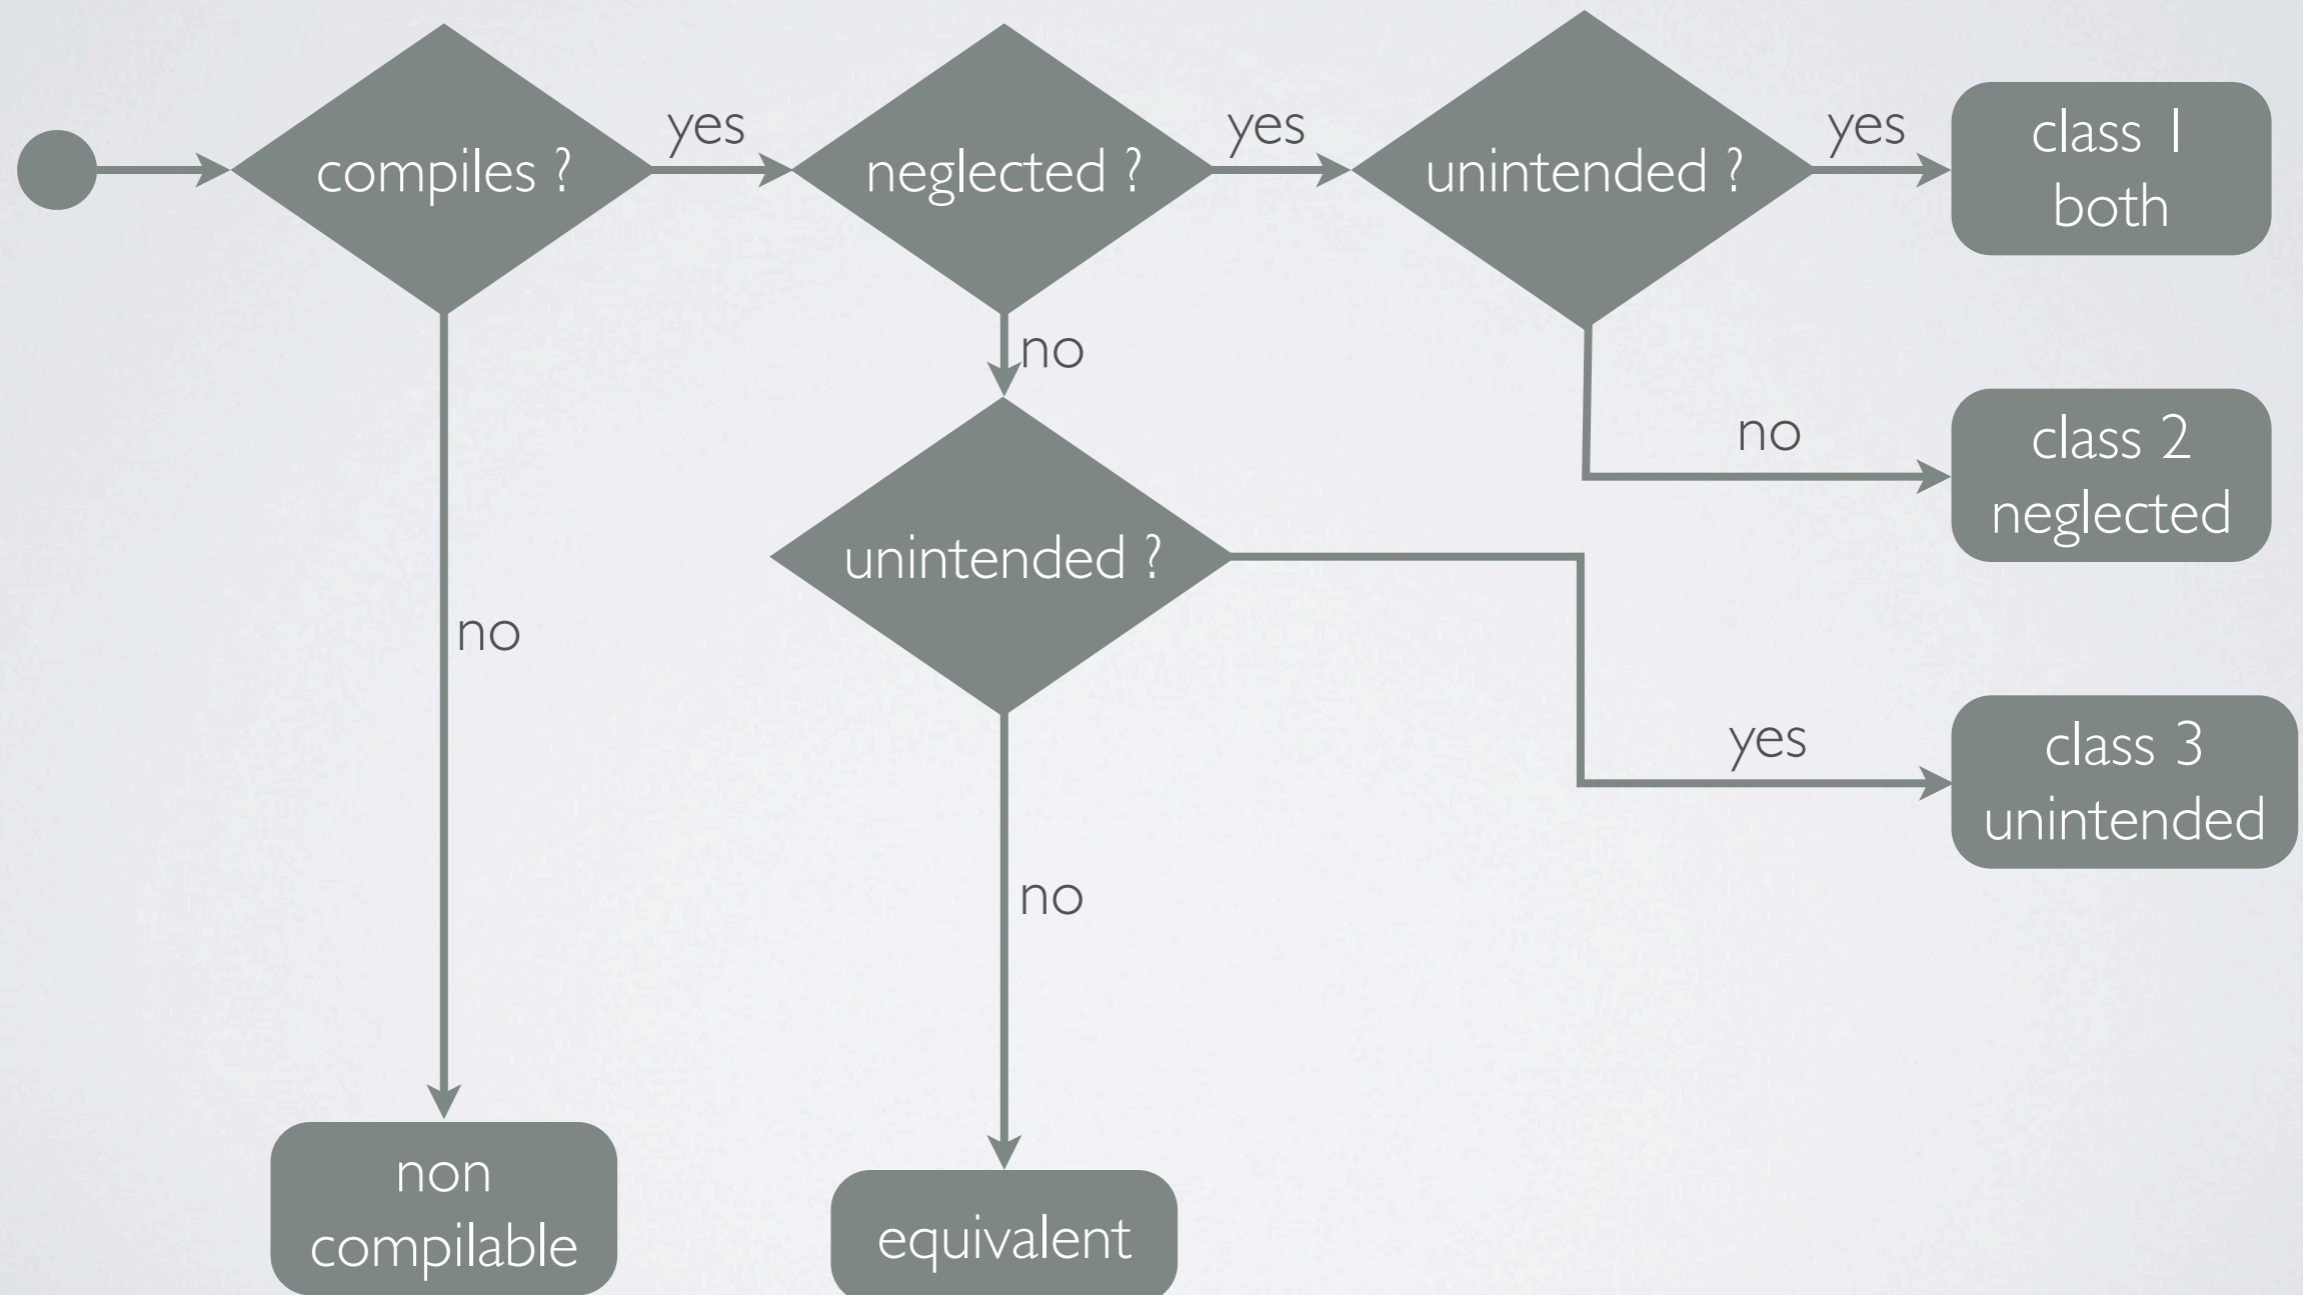 compiles ?
yes
neglected ?
yes
unintended ?
yes
class 1
both
no
no
class 2
neglected
unintended ?
no
yes
class 3
unintended
no
non
compilable
equivalent